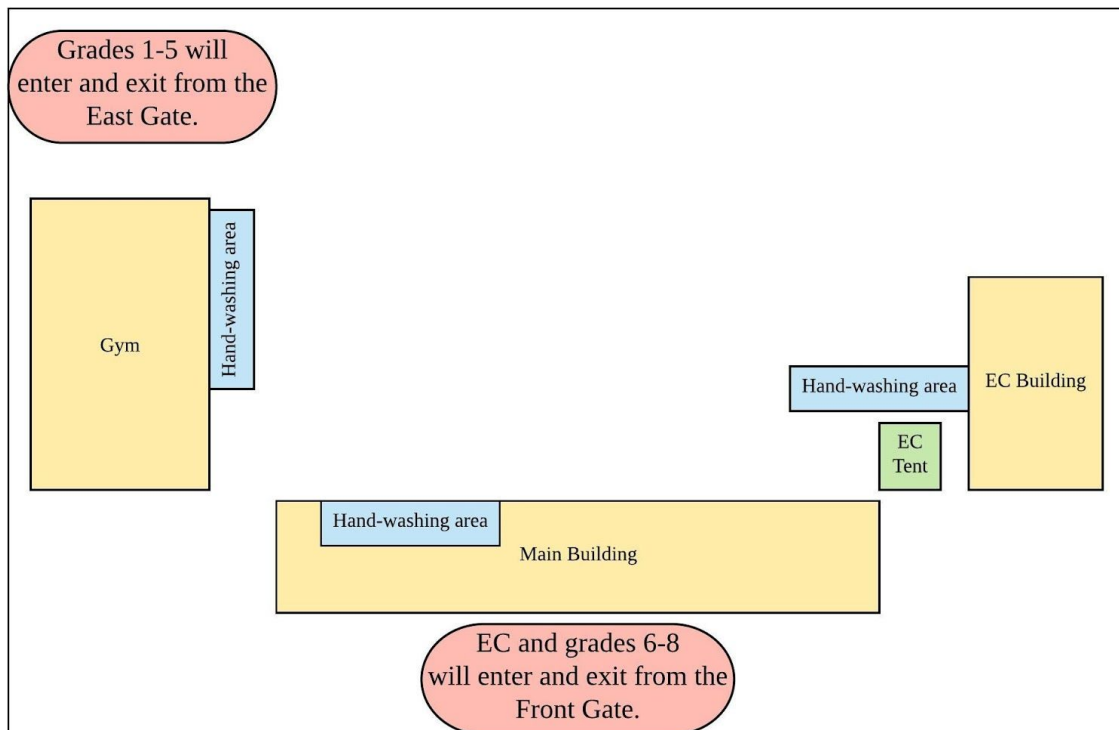 Grades 1-5 will
enter and exit from the
East Gate.
Gym
Hand-washing area
Hand-washing area
EC Building
EC
Tent
Hand-washing area
Main Building
EC and grades 6-8
will enter and exit from the
Front Gate.